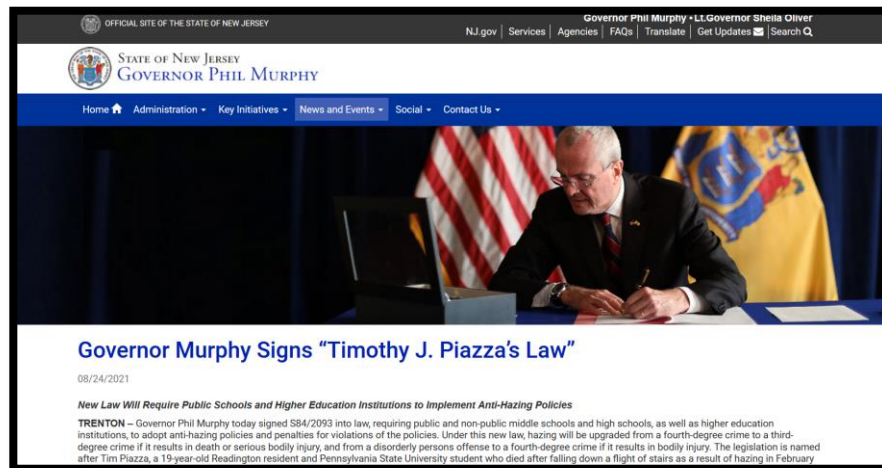 OFFICIAL SITE OF THE STATE OF NEW JERSEY
Governor Phil Murphy • Lt.Governor Sheila Oliver
NJ.gov | Services | Agencies | FAQs | Translate | Get Updates | Search
STATE OF NEW JERSEY
GOVERNOR PHIL MURPHY
Home Administration Key Initiatives News and Events Social Contact Us
Governor Murphy Signs “Timothy J. Piazza’s Law”
08/24/2021
New Law Will Require Public Schools and Higher Education Institutions to Implement Anti-Hazing Policies
TRENTON – Governor Phil Murphy today signed S84/2093 into law, requiring public and non-public middle schools and high schools, as well as higher education
institutions, to adopt anti-hazing policies and penalties for violations of the policies. Under this new law, hazing will be upgraded from a fourth-degree crime to a third-
degree crime if it results in death or serious bodily injury, and from a disorderly persons offense to a fourth-degree crime if it results in bodily injury. The legislation is named
after Tim Piazza, a 19-year-old Readington resident and Pennsylvania State University student who died after falling down a flight of stairs as a result of hazing in February